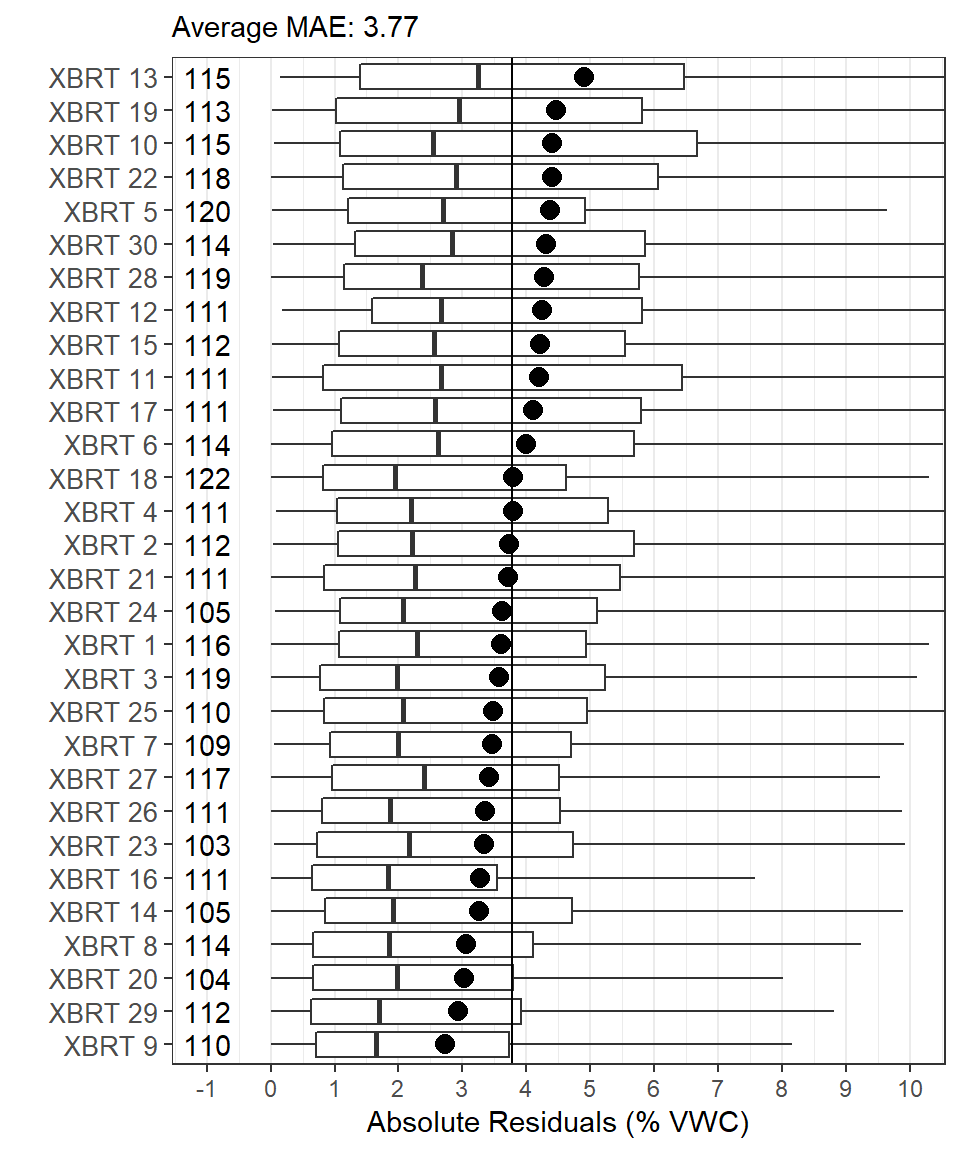 Average MAE: 3.77
XBRT 13 115
XBRT 19 113
XBRT 10 115
XBRT 22 118
XBRT 5 120
XBRT 30 114
XBRT 28 119
XBRT 12 111
XBRT 15 112
XBRT 11 111
XBRT 17 111
XBRT 6 114
XBRT 18 122
XBRT 4 111
XBRT 2 112
XBRT 21 111
XBRT 24 105
XBRT 1 116
XBRT 3 119
XBRT 25 110
XBRT 7 109
XBRT 27 117
XBRT 26 111
XBRT 23 103
XBRT 16 111
XBRT 14 105
XBRT 8 114
XBRT 20 104
XBRT 29 112
XBRT 9 110
-1 0 1 2 3 4 5 6 7 8 9 10
Absolute Residuals (% VWC)